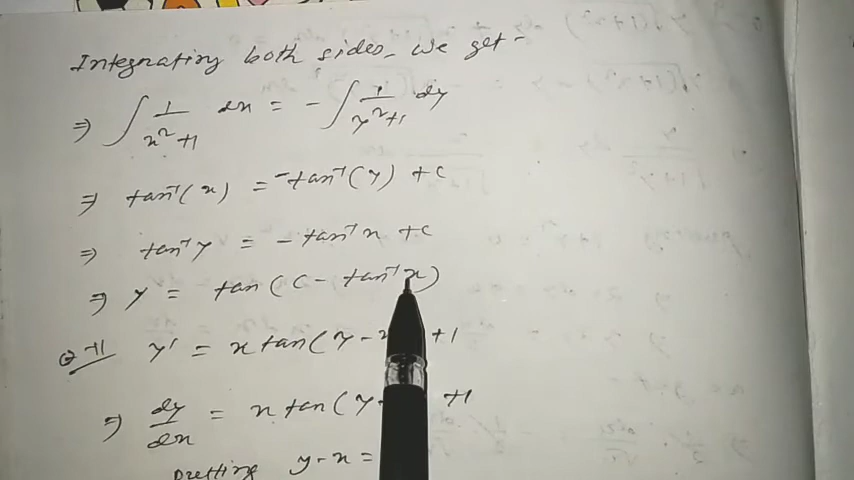 Integrating both sides, we get -
⇒ ∫ 1/(x²+1) dx = - ∫ 1/(y²+1) dy
⇒ tan⁻¹(x) = -tan⁻¹(y) + c
⇒ tan⁻¹y = - tan⁻¹x + c
⇒ y = tan(c - tan⁻¹x)
Q-11 y' = x tan(y- +1
⇒ dy/dx = x tan(y- +1
putting y-x =